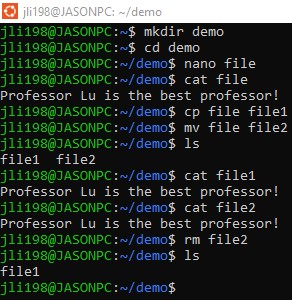 jli198@JASONPC: ~/demo
jli198@JASONPC:~$ mkdir demo
jli198@JASONPC:~$ cd demo
jli198@JASONPC:~/demo$ nano file
jli198@JASONPC:~/demo$ cat file
Professor Lu is the best professor!
jli198@JASONPC:~/demo$ cp file file1
jli198@JASONPC:~/demo$ mv file file2
jli198@JASONPC:~/demo$ ls
file1  file2
jli198@JASONPC:~/demo$ cat file1
Professor Lu is the best professor!
jli198@JASONPC:~/demo$ cat file2
Professor Lu is the best professor!
jli198@JASONPC:~/demo$ rm file2
jli198@JASONPC:~/demo$ ls
file1
jli198@JASONPC:~/demo$